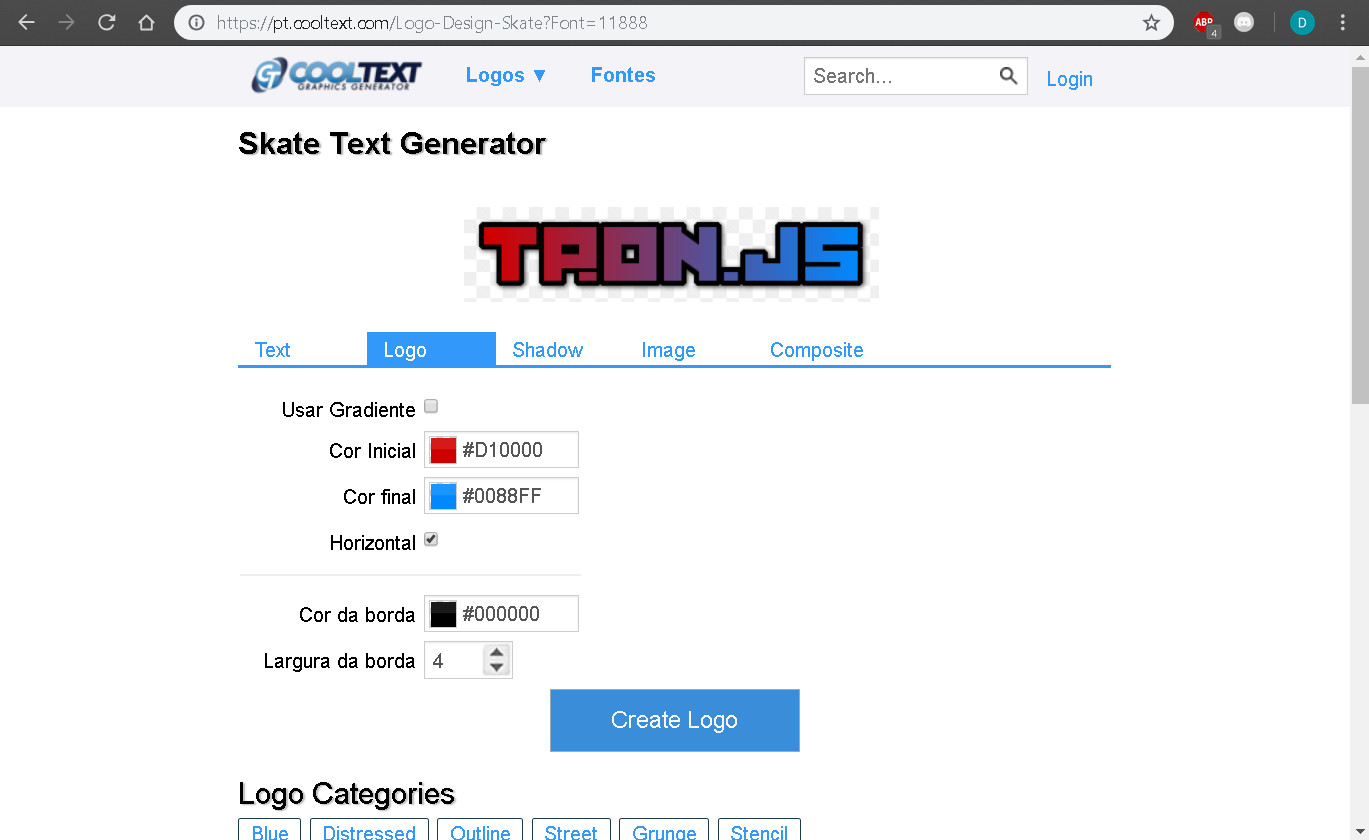 https://pt.cooltext.com/Logo-Design-Skate?Font=11888
ABP
4
D
COOLTEXT
GRAPHICS GENERATOR
Logos ▼
Fontes
Search...
Login
Skate Text Generator
TRON.JS
Text Logo Shadow Image Composite
Usar Gradiente
Cor Inicial #D10000
Cor final #0088FF
Horizontal
Cor da borda #000000
Largura da borda 4
Create Logo
Logo Categories
Blue Distressed Outline Street Grunge Stencil